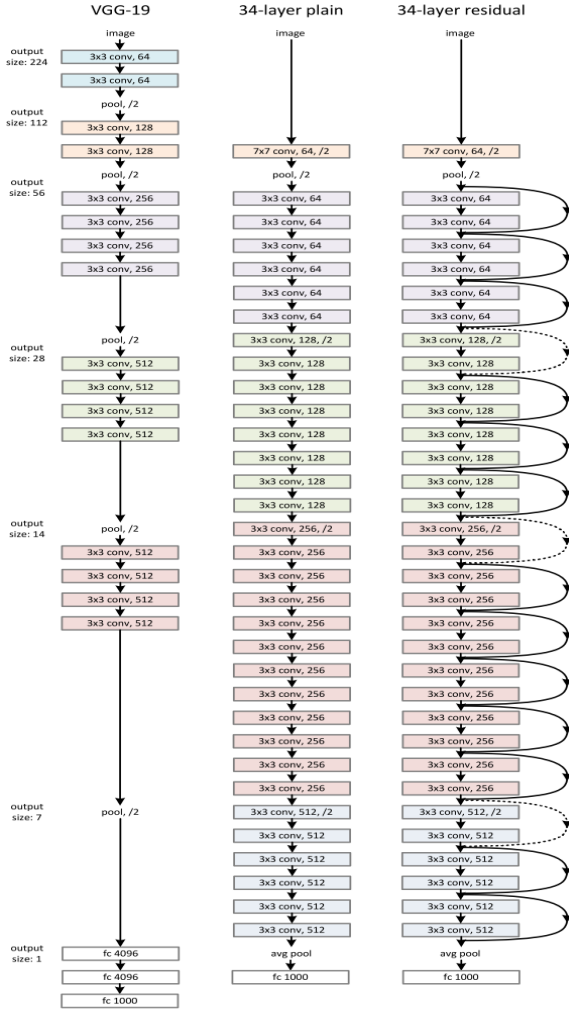 output
size: 224
output
size: 112
output
size: 56
output
size: 28
output
size: 14
output
size: 7
output
size: 1
VGG-19
image
3x3 conv, 64
3x3 conv, 64
pool, /2
3x3 conv, 128
3x3 conv, 128
pool, /2
3x3 conv, 256
3x3 conv, 256
3x3 conv, 256
3x3 conv, 256
pool, /2
3x3 conv, 512
3x3 conv, 512
3x3 conv, 512
3x3 conv, 512
pool, /2
3x3 conv, 512
3x3 conv, 512
3x3 conv, 512
3x3 conv, 512
pool, /2
fc 4096
fc 4096
fc 1000
34-layer plain
image
7x7 conv, 64, /2
pool, /2
3x3 conv, 64
3x3 conv, 64
3x3 conv, 64
3x3 conv, 64
3x3 conv, 64
3x3 conv, 64
3x3 conv, 128, /2
3x3 conv, 128
3x3 conv, 128
3x3 conv, 128
3x3 conv, 128
3x3 conv, 128
3x3 conv, 128
3x3 conv, 128
3x3 conv, 256, /2
3x3 conv, 256
3x3 conv, 256
3x3 conv, 256
3x3 conv, 256
3x3 conv, 256
3x3 conv, 256
3x3 conv, 256
3x3 conv, 256
3x3 conv, 256
3x3 conv, 256
3x3 conv, 256
3x3 conv, 512, /2
3x3 conv, 512
3x3 conv, 512
3x3 conv, 512
3x3 conv, 512
3x3 conv, 512
avg pool
fc 1000
34-layer residual
image
7x7 conv, 64, /2
pool, /2
3x3 conv, 64
3x3 conv, 64
3x3 conv, 64
3x3 conv, 64
3x3 conv, 64
3x3 conv, 64
3x3 conv, 128, /2
3x3 conv, 128
3x3 conv, 128
3x3 conv, 128
3x3 conv, 128
3x3 conv, 128
3x3 conv, 128
3x3 conv, 128
3x3 conv, 256, /2
3x3 conv, 256
3x3 conv, 256
3x3 conv, 256
3x3 conv, 256
3x3 conv, 256
3x3 conv, 256
3x3 conv, 256
3x3 conv, 256
3x3 conv, 256
3x3 conv, 256
3x3 conv, 256
3x3 conv, 512, /2
3x3 conv, 512
3x3 conv, 512
3x3 conv, 512
3x3 conv, 512
3x3 conv, 512
avg pool
fc 1000